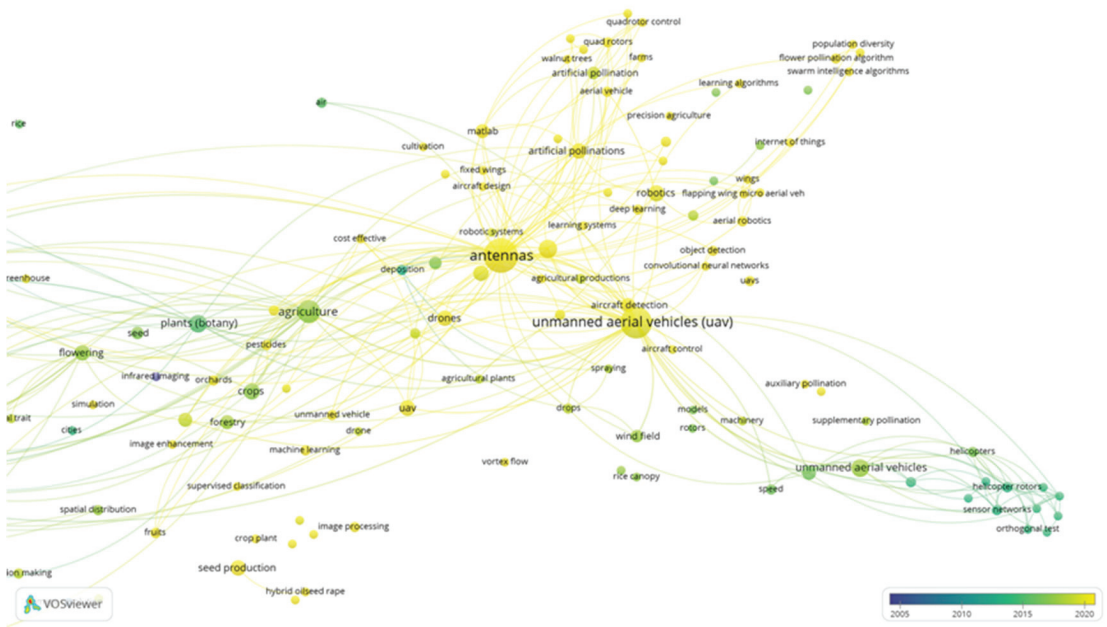 quadrotor control
quad rotors
population diversity
walnut trees
farms
flower pollination algorithm
artificial pollination
swarm intelligence algorithms
aerial vehicle
learning algorithms
air
precision agriculture
rice
matlab
cultivation
artificial pollinations
internet of things
fixed wings
aircraft design
wings
robotics
flapping wing micro aerial veh
deep learning
aerial robotics
learning systems
robotic systems
cost effective
antennas
object detection
deposition
convolutional neural networks
reenhouse
agricultural productions
uavs
aircraft detection
agriculture
drones
unmanned aerial vehicles (uav)
plants (botany)
seed
pesticides
aircraft control
flowering
spraying
infrared imaging
orchards
agricultural plants
auxiliary pollination
crops
simulation
uav
drops
models
al trait
unmanned vehicle
machinery
supplementary pollination
forestry
cities
drone
rotors
wind field
image enhancement
machine learning
helicopters
vortex flow
unmanned aerial vehicles
rice canopy
supervised classification
speed
helicopter rotors
spatial distribution
sensor networks
image processing
orthogonal test
fruits
crop plant
seed production
ion making
hybrid oilseed rape
VOSviewer
2005 2010 2015 2020